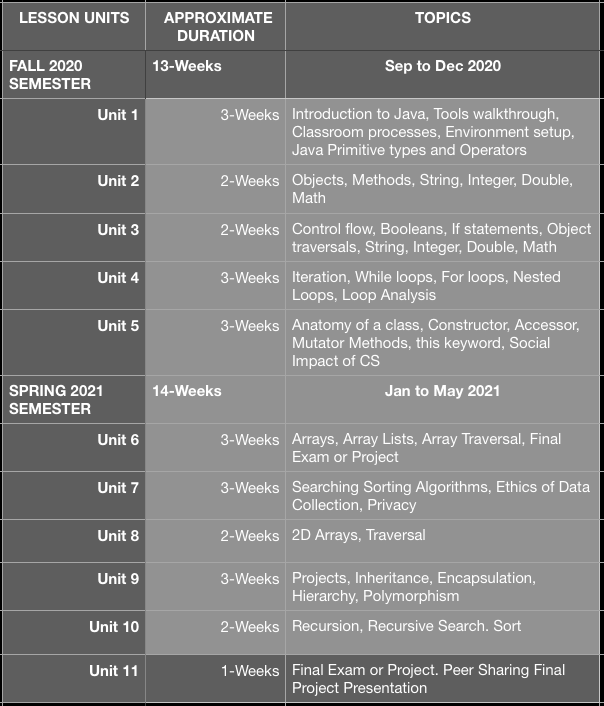 LESSON UNITS
APPROXIMATE
DURATION
TOPICS
FALL 2020
SEMESTER
13-Weeks
Sep to Dec 2020
Unit 1
3-Weeks
Introduction to Java, Tools walkthrough,
Classroom processes, Environment setup,
Java Primitive types and Operators
Unit 2
2-Weeks
Objects, Methods, String, Integer, Double,
Math
Unit 3
2-Weeks
Control flow, Booleans, If statements, Object
traversals, String, Integer, Double, Math
Unit 4
3-Weeks
Iteration, While loops, For loops, Nested
Loops, Loop Analysis
Unit 5
3-Weeks
Anatomy of a class, Constructor, Accessor,
Mutator Methods, this keyword, Social
Impact of CS
SPRING 2021
SEMESTER
14-Weeks
Jan to May 2021
Unit 6
3-Weeks
Arrays, Array Lists, Array Traversal, Final
Exam or Project
Unit 7
3-Weeks
Searching Sorting Algorithms, Ethics of Data
Collection, Privacy
Unit 8
2-Weeks
2D Arrays, Traversal
Unit 9
3-Weeks
Projects, Inheritance, Encapsulation,
Hierarchy, Polymorphism
Unit 10
2-Weeks
Recursion, Recursive Search. Sort
Unit 11
1-Weeks
Final Exam or Project. Peer Sharing Final
Project Presentation